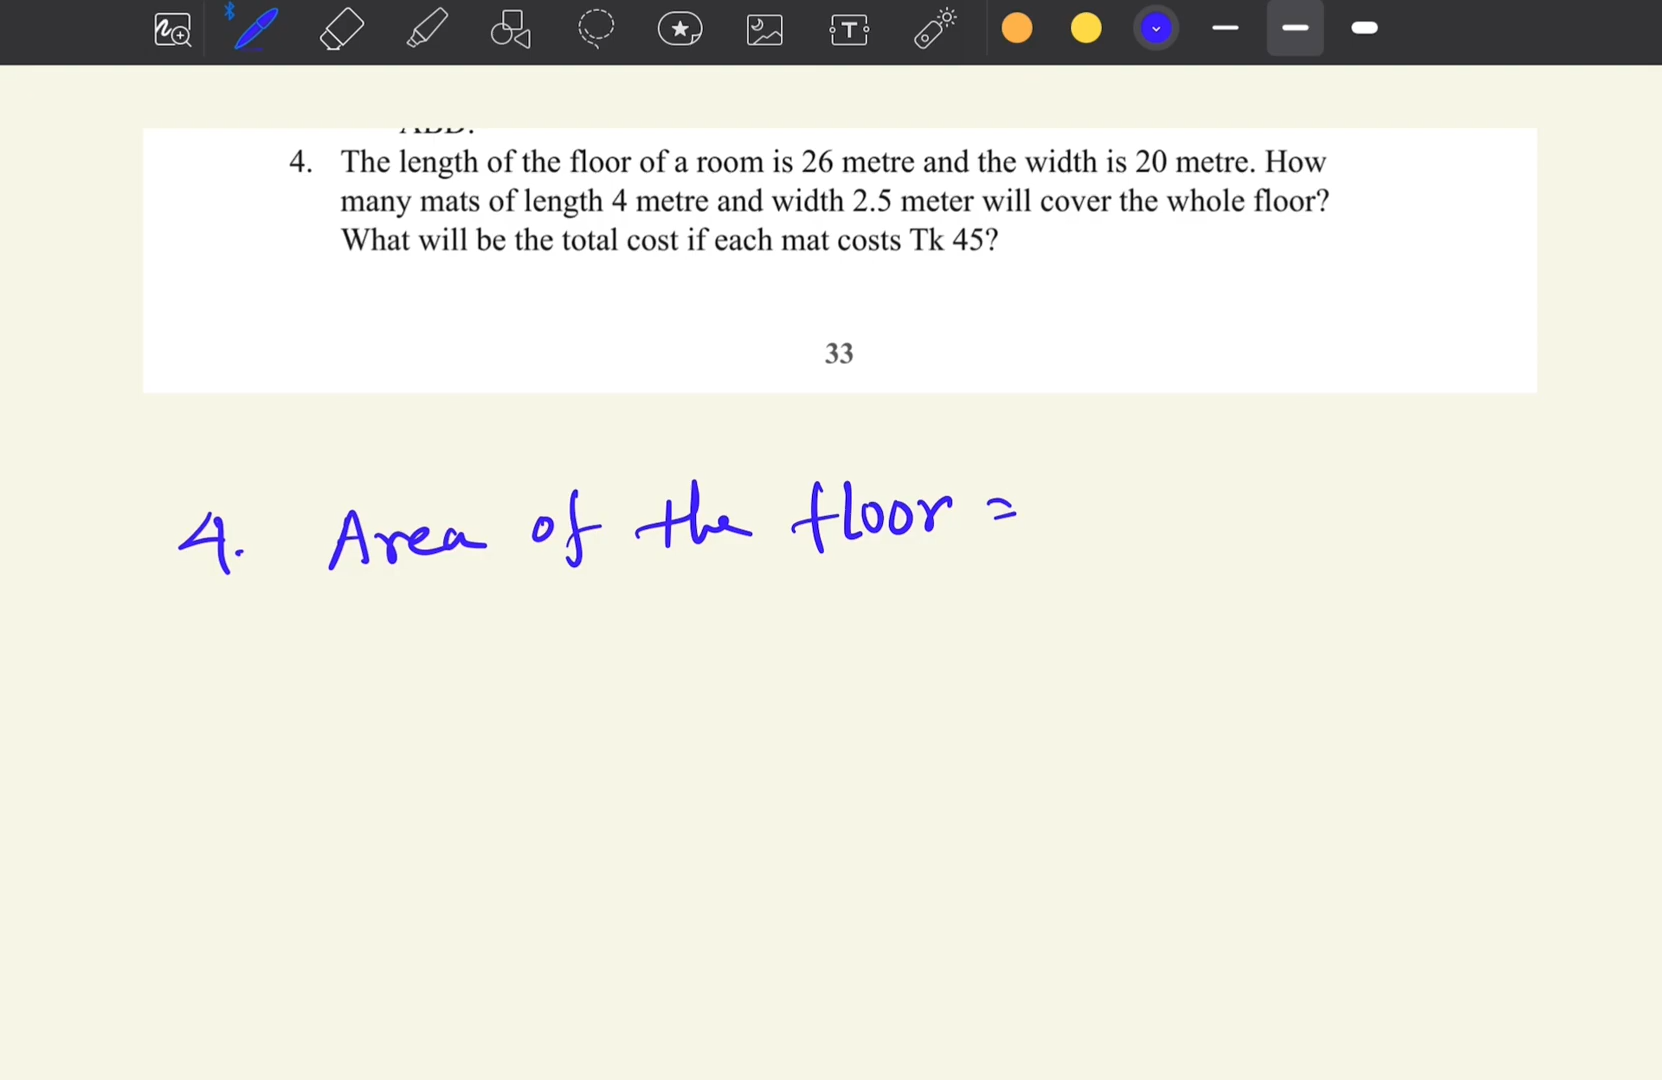 4. The length of the floor of a room is 26 metre and the width is 20 metre. How
many mats of length 4 metre and width 2.5 meter will cover the whole floor?
What will be the total cost if each mat costs Tk 45?
33
4. Area of the floor =